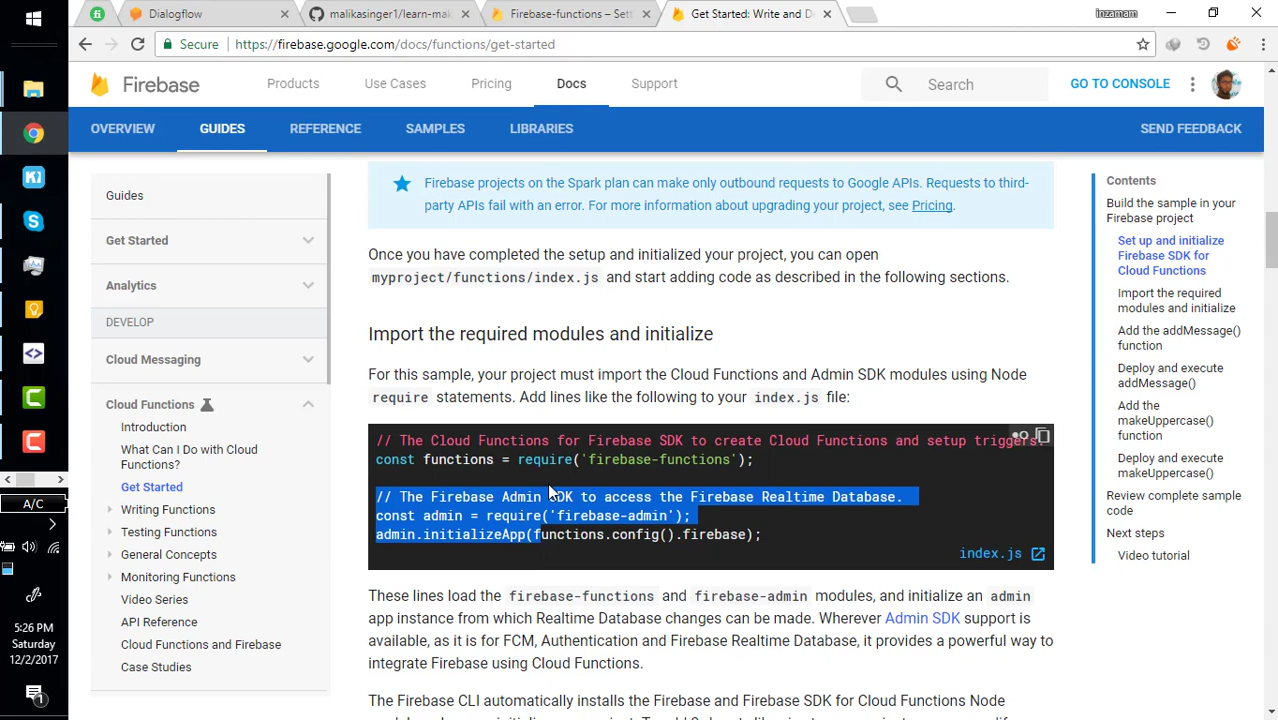 Dialogflow
malikasinger1/learn-mak
Firebase-functions – Sett
Get Started: Write and De
inzamam
Secure
https://firebase.google.com/docs/functions/get-started
Firebase
Products
Use Cases
Pricing
Docs
Support
Search
GO TO CONSOLE
OVERVIEW
GUIDES
REFERENCE
SAMPLES
LIBRARIES
SEND FEEDBACK
Guides
Get Started
Analytics
DEVELOP
Cloud Messaging
Cloud Functions
Introduction
What Can I Do with Cloud
Functions?
Get Started
Writing Functions
Testing Functions
General Concepts
Monitoring Functions
Video Series
API Reference
Cloud Functions and Firebase
Case Studies
Firebase projects on the Spark plan can make only outbound requests to Google APIs. Requests to third-
party APIs fail with an error. For more information about upgrading your project, see Pricing.
Once you have completed the setup and initialized your project, you can open
myproject/functions/index.js and start adding code as described in the following sections.
Import the required modules and initialize
For this sample, your project must import the Cloud Functions and Admin SDK modules using Node
require statements. Add lines like the following to your index.js file:
// The Cloud Functions for Firebase SDK to create Cloud Functions and setup triggers.
const functions = require('firebase-functions');
// The Firebase Admin SDK to access the Firebase Realtime Database.
const admin = require('firebase-admin');
admin.initializeApp(functions.config().firebase);
index.js
These lines load the firebase-functions and firebase-admin modules, and initialize an admin
app instance from which Realtime Database changes can be made. Wherever Admin SDK support is
available, as it is for FCM, Authentication and Firebase Realtime Database, it provides a powerful way to
integrate Firebase using Cloud Functions.
The Firebase CLI automatically installs the Firebase and Firebase SDK for Cloud Functions Node
Contents
Build the sample in your
Firebase project
Set up and initialize
Firebase SDK for
Cloud Functions
Import the required
modules and initialize
Add the addMessage()
function
Deploy and execute
addMessage()
Add the
makeUppercase()
function
Deploy and execute
makeUppercase()
Review complete sample
code
Next steps
Video tutorial
A/C
5:26 PM
Saturday
12/2/2017
1